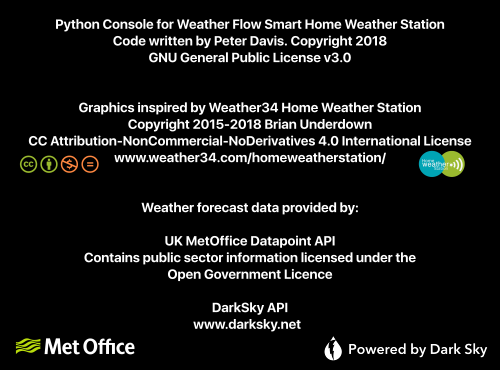 Python Console for Weather Flow Smart Home Weather Station
Code written by Peter Davis. Copyright 2018
GNU General Public License v3.0
Graphics inspired by Weather34 Home Weather Station
Copyright 2015-2018 Brian Underdown
CC Attribution-NonCommercial-NoDerivatives 4.0 International License
www.weather34.com/homeweatherstation/
cc
Home
weather
Weather forecast data provided by:
UK MetOffice Datapoint API
Contains public sector information licensed under the
Open Government Licence
DarkSky API
www.darksky.net
Met Office
Powered by Dark Sky